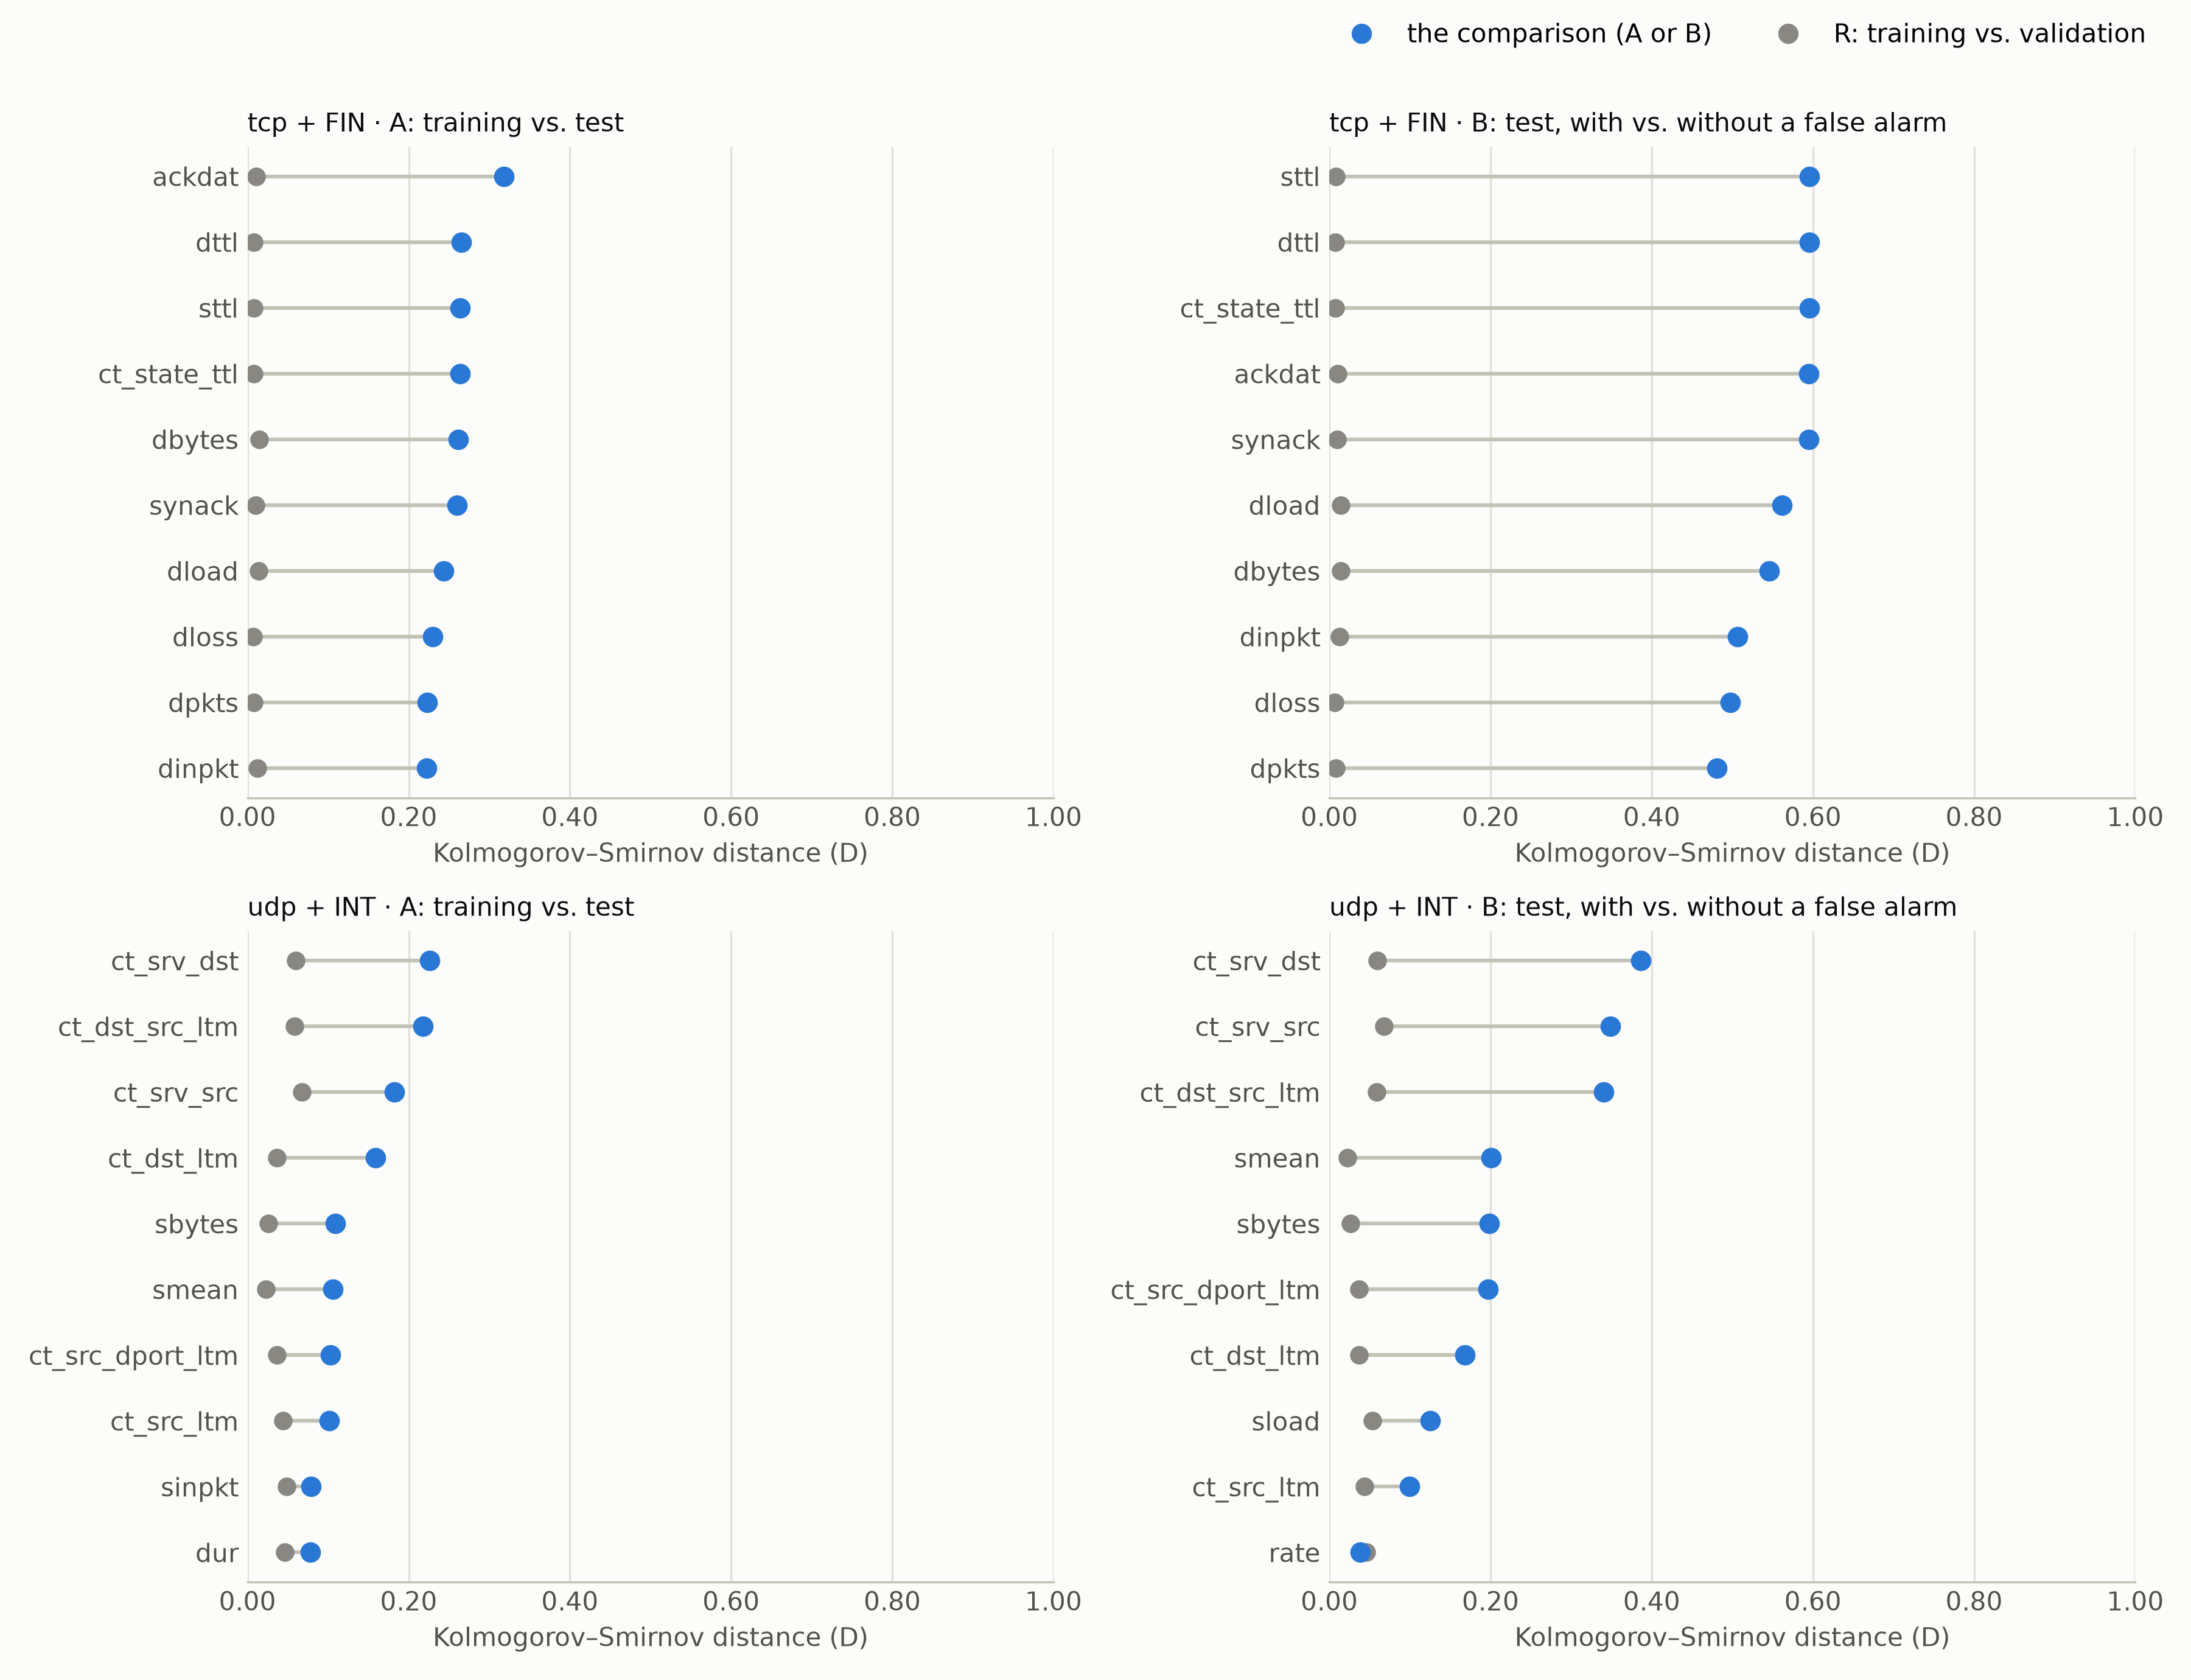 the comparison (A or B)
R: training vs. validation
tcp + FIN · A: training vs. test
ackdat
dttl
sttl
ct_state_ttl
dbytes
synack
dload
dloss
dpkts
dinpkt
0.00 0.20 0.40 0.60 0.80 1.00
Kolmogorov–Smirnov distance (D)
tcp + FIN · B: test, with vs. without a false alarm
sttl
dttl
ct_state_ttl
ackdat
synack
dload
dbytes
dinpkt
dloss
dpkts
0.00 0.20 0.40 0.60 0.80 1.00
Kolmogorov–Smirnov distance (D)
udp + INT · A: training vs. test
ct_srv_dst
ct_dst_src_ltm
ct_srv_src
ct_dst_ltm
sbytes
smean
ct_src_dport_ltm
ct_src_ltm
sinpkt
dur
0.00 0.20 0.40 0.60 0.80 1.00
Kolmogorov–Smirnov distance (D)
udp + INT · B: test, with vs. without a false alarm
ct_srv_dst
ct_srv_src
ct_dst_src_ltm
smean
sbytes
ct_src_dport_ltm
ct_dst_ltm
sload
ct_src_ltm
rate
0.00 0.20 0.40 0.60 0.80 1.00
Kolmogorov–Smirnov distance (D)